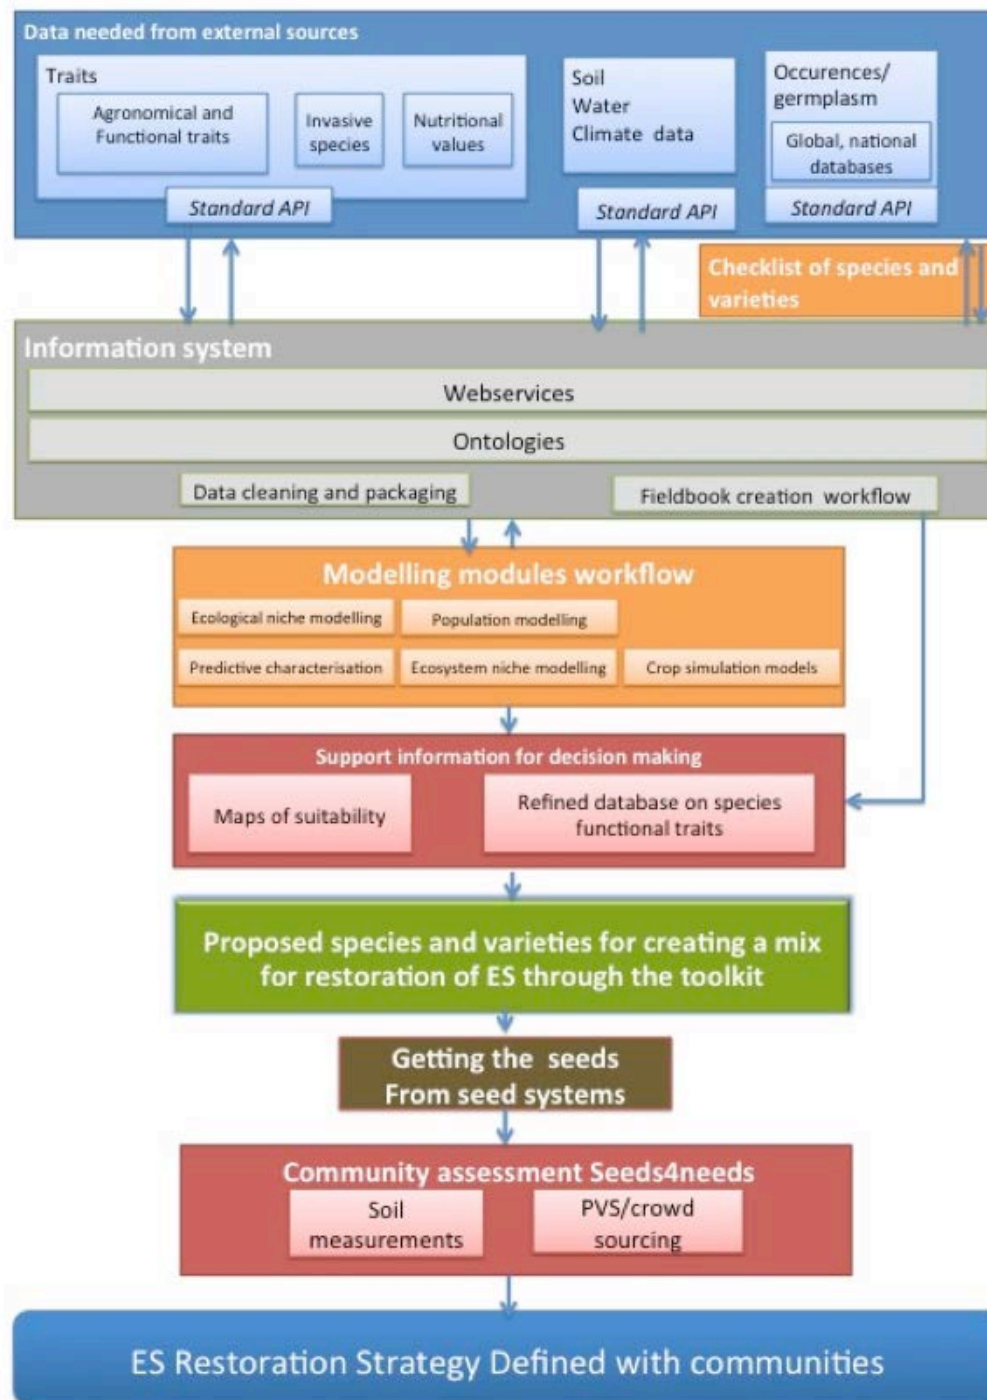 Data needed from external sources
Traits
Agronomical and
Functional traits
Invasive
species
Nutritional
values
Standard API
Soil
Water
Climate data
Standard API
Occurences/
germplasm
Global, national
databases
Standard API
Checklist of species and
varieties
Information system
Webservices
Ontologies
Data cleaning and packaging
Fieldbook creation workflow
Modelling modules workflow
Ecological niche modelling
Population modelling
Predictive characterisation
Ecosystem niche modelling
Crop simulation models
Support information for decision making
Maps of suitability
Refined database on species
functional traits
Proposed species and varieties for creating a mix
for restoration of ES through the toolkit
Getting the seeds
From seed systems
Community assessment Seeds4needs
Soil
measurements
PVS/crowd
sourcing
ES Restoration Strategy Defined with communities